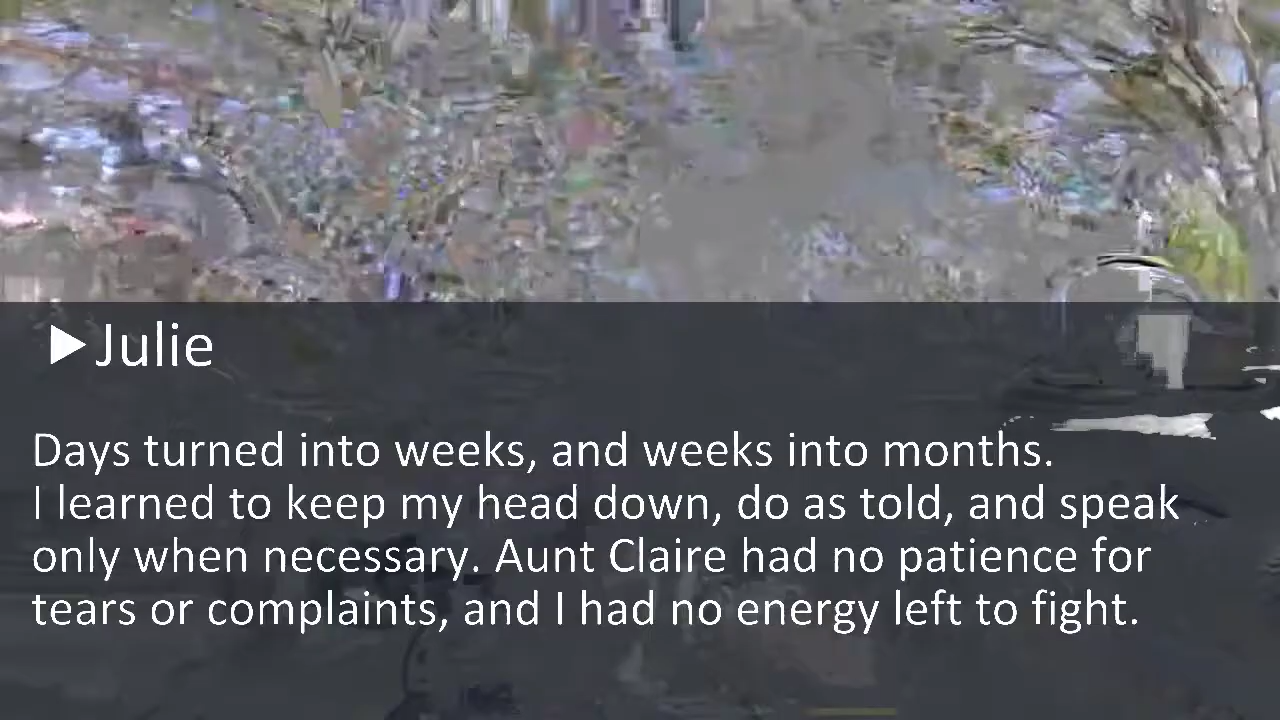 ▶Julie
Days turned into weeks, and weeks into months.
I learned to keep my head down, do as told, and speak
only when necessary. Aunt Claire had no patience for
tears or complaints, and I had no energy left to fight.